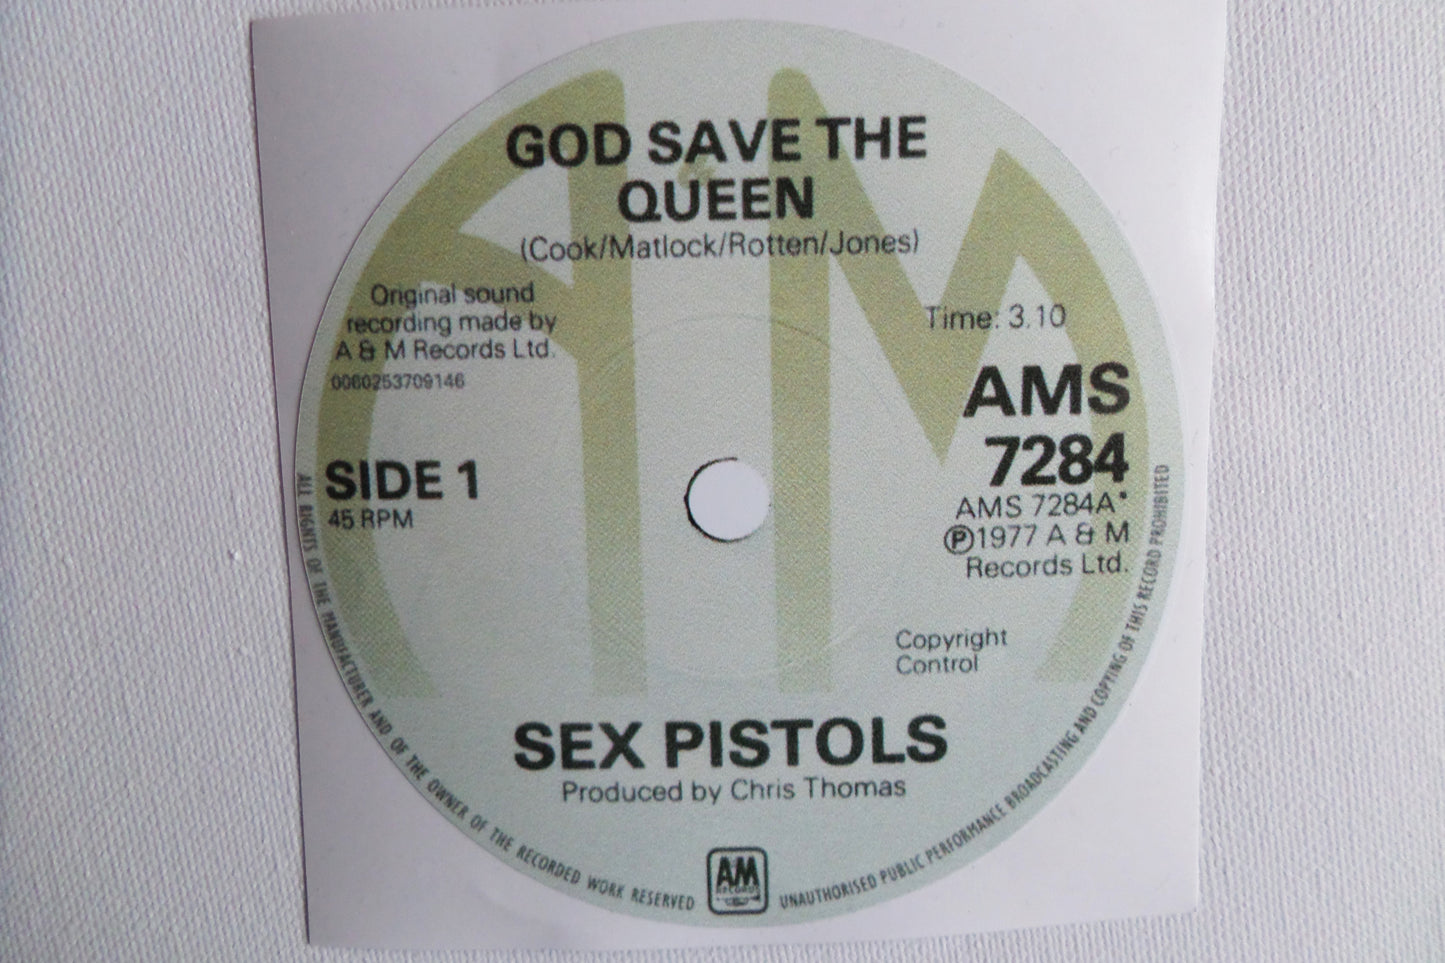 GOD SAVE THE
QUEEN
(Cook/Matlock/Rotten/Jones)
Original sound
recording made by
A & M Records Ltd.
0060253709146
Time: 3.10
AMS
7284
AMS 7284A*
Ⓟ1977 A & M
Records Ltd.
SIDE 1
45 RPM
Copyright
Control
SEX PISTOLS
Produced by Chris Thomas
ALL RIGHTS OF THE MANUFACTURER AND OF THE OWNER OF THE RECORDED WORK RESERVED
AM
RECORDS
UNAUTHORISED PUBLIC PERFORMANCE BROADCASTING AND COPYING OF THIS RECORD PROHIBITED